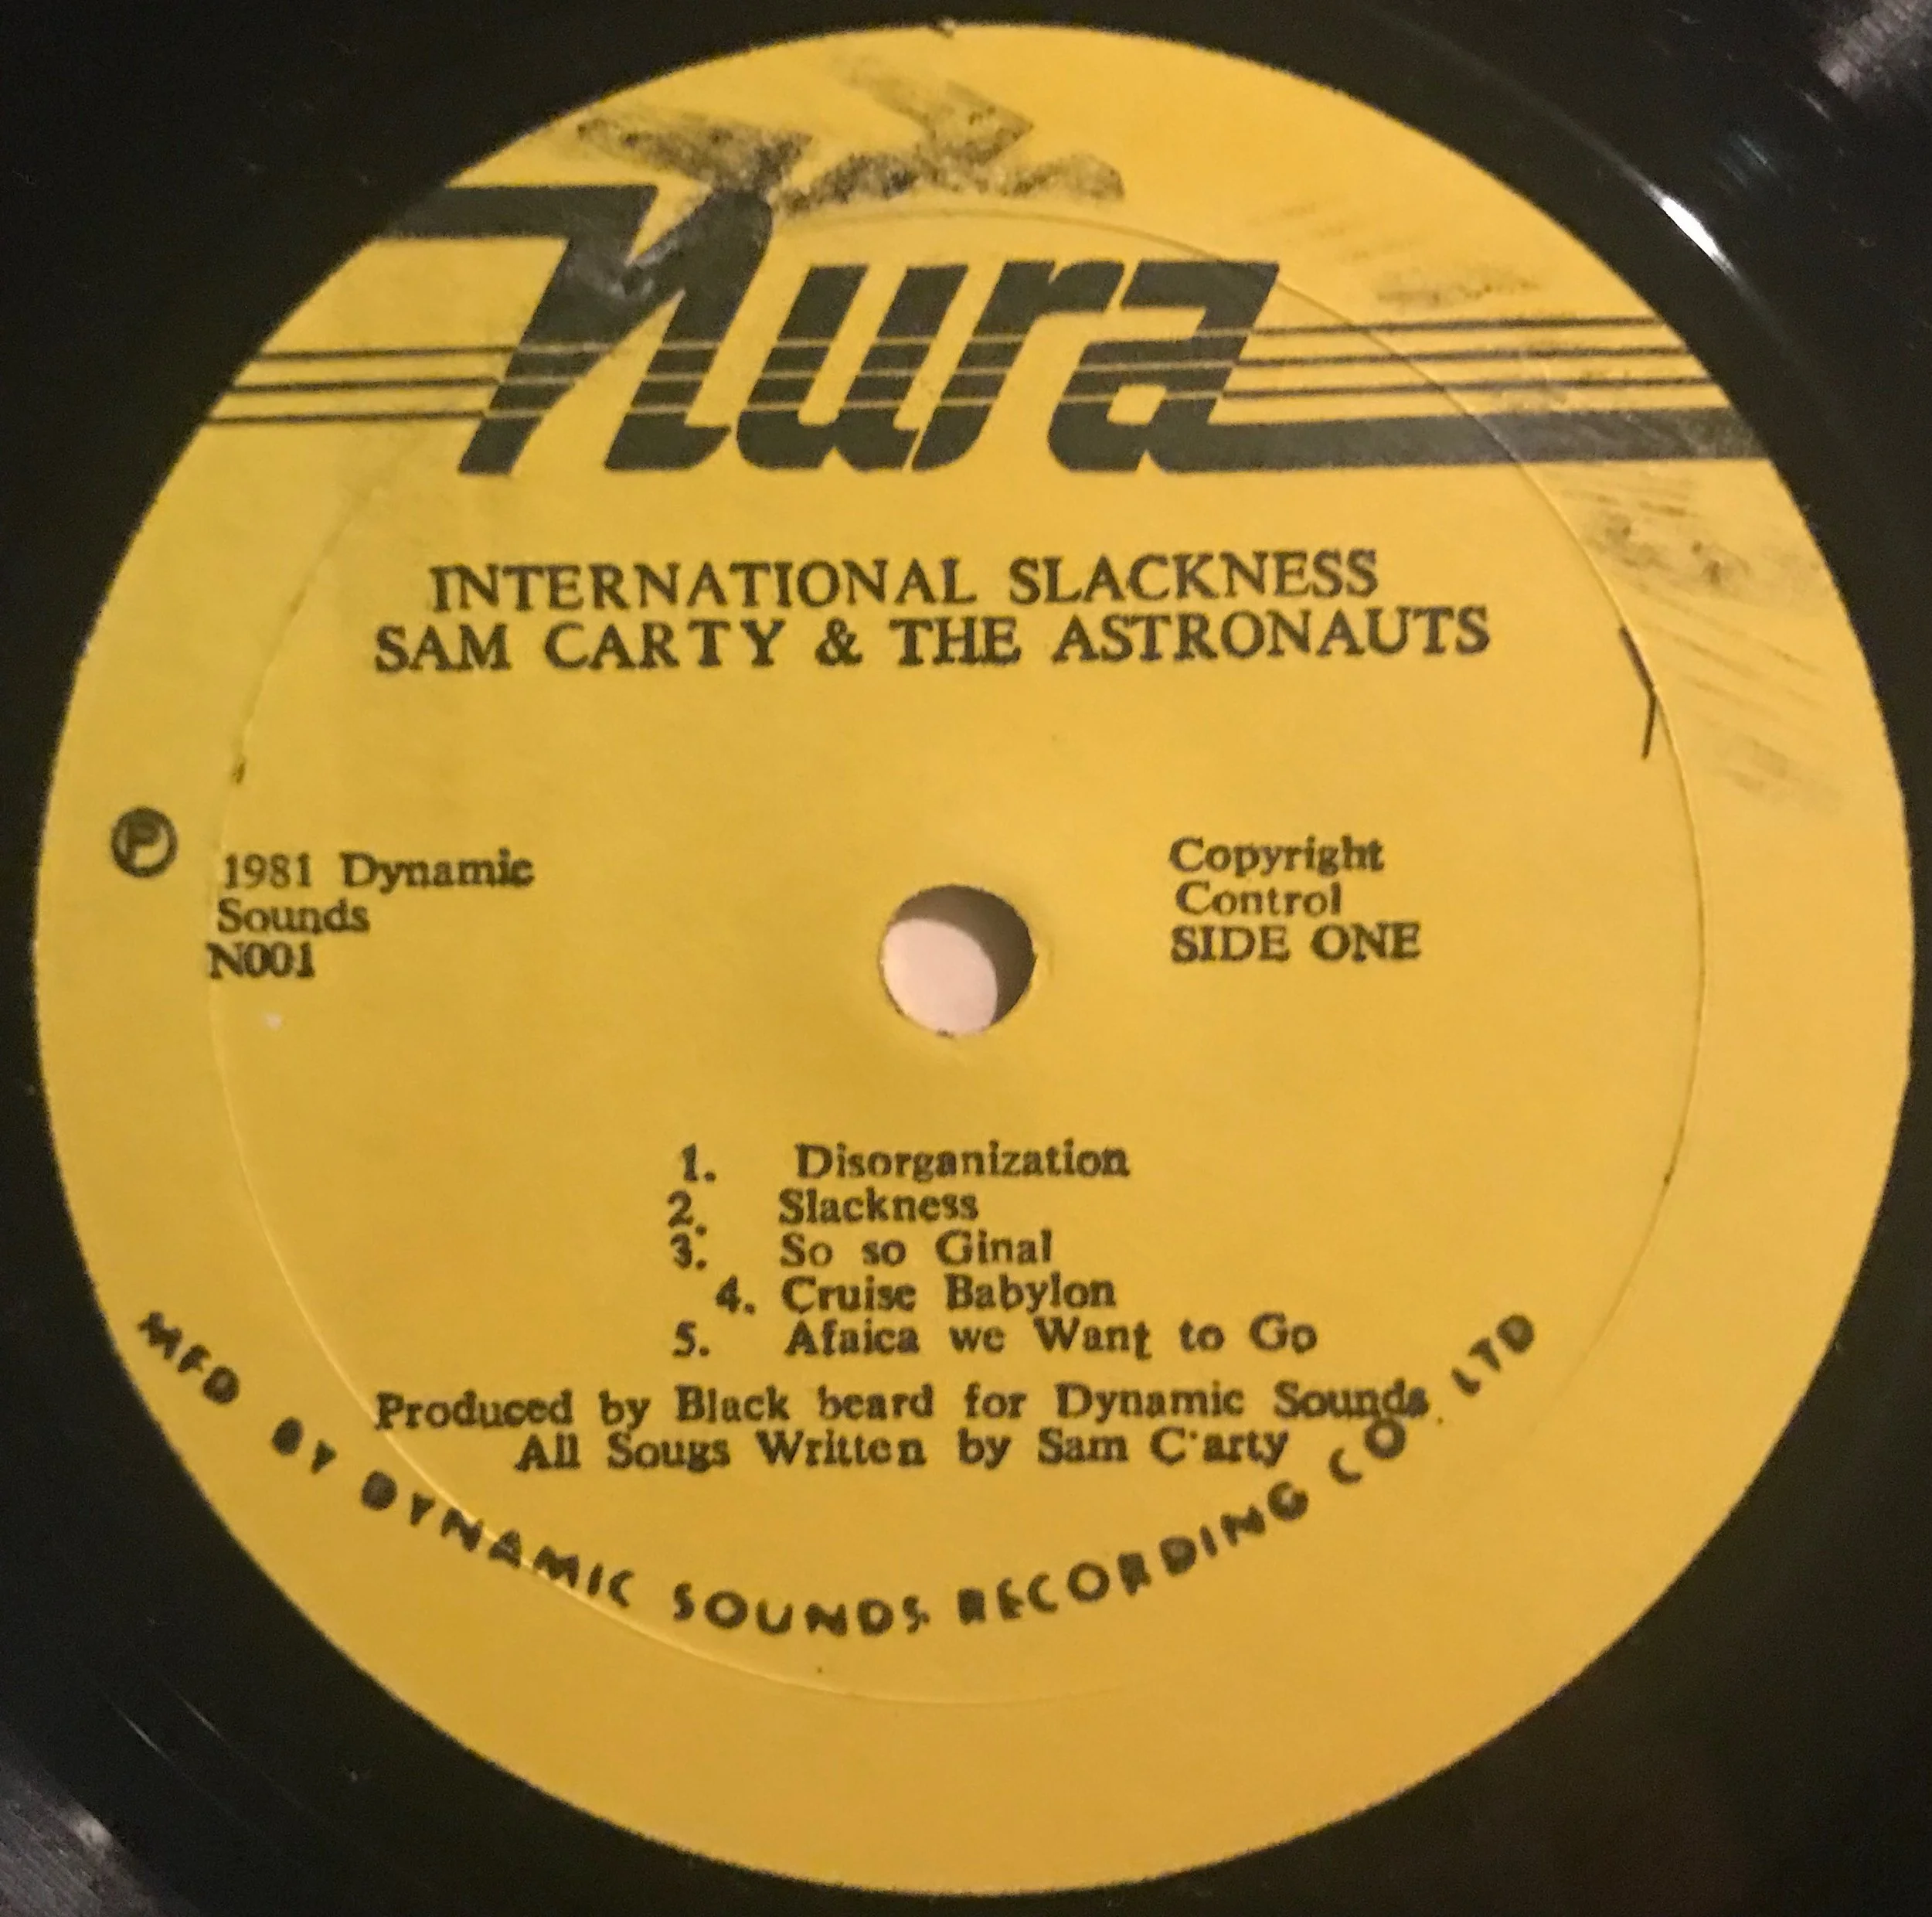 Nura
INTERNATIONAL SLACKNESS
SAM CARTY & THE ASTRONAUTS
Ⓟ 1981 Dynamic
Sounds
N001
Copyright
Control
SIDE ONE
1. Disorganization
2. Slackness
3. So so Ginal
4. Cruise Babylon
5. Afaica we Want to Go
Produced by Black beard for Dynamic Sounds
All Sougs Written by Sam C'arty
MFD BY DYNAMIC SOUNDS RECORDING CO. LTD